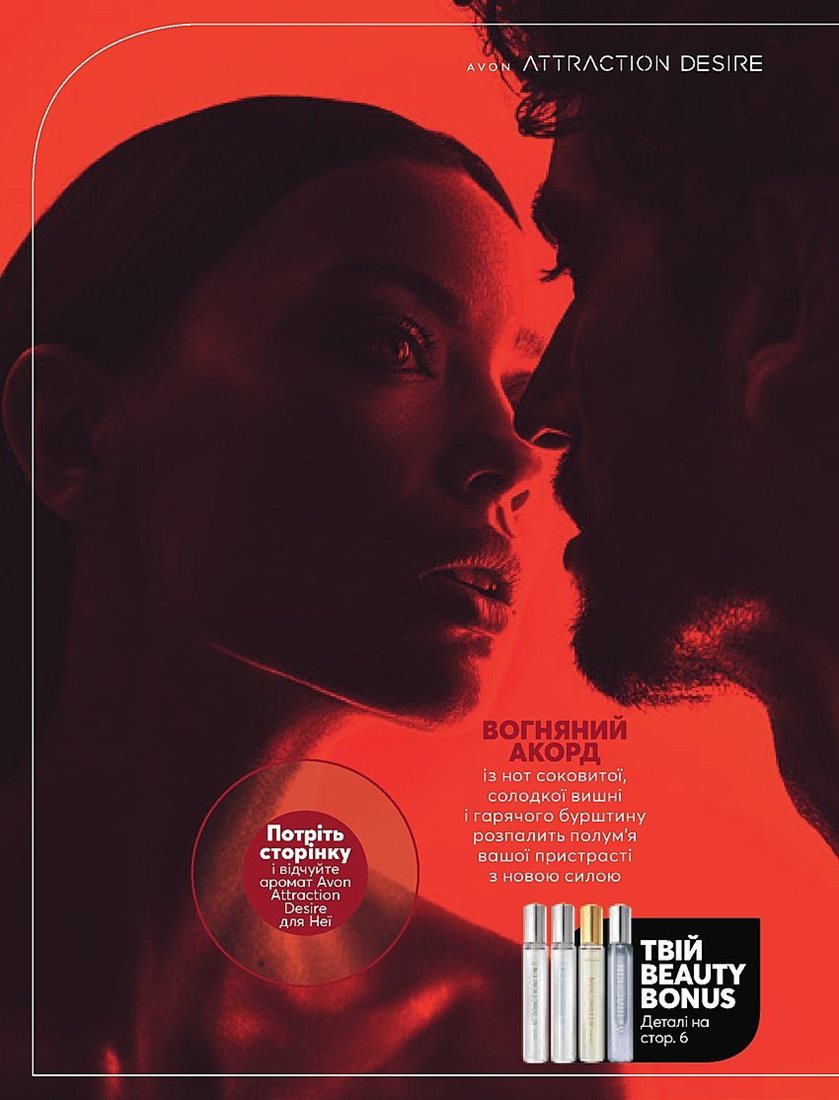 AVON ATTRACTION DESIRE
ВОГНЯНИЙ
АКОРД
із нот соковитої,
солодкої вишні
і гарячого бурштину
розпалить полум'я
вашої пристрасті
з новою силою
Потріть
сторінку
і відчуйте
аромат Avon
Attraction
Desire
для Неї
ТВІЙ
BEAUTY
BONUS
Деталі на
стор. 6